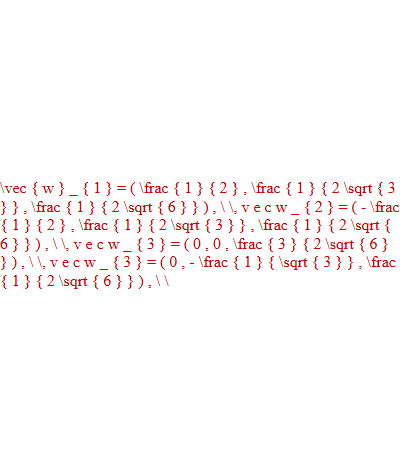 \vec { w } _ { 1 } = ( \frac { 1 } { 2 } , \frac { 1 } { 2 \sqrt { 3
} } , \frac { 1 } { 2 \sqrt { 6 } } ) , \ \, v e c w _ { 2 } = ( - \frac
{ 1 } { 2 } , \frac { 1 } { 2 \sqrt { 3 } } , \frac { 1 } { 2 \sqrt {
6 } } ) , \ \, v e c w _ { 3 } = ( 0 , 0 , \frac { 3 } { 2 \sqrt { 6 }
} ) , \ \, v e c w _ { 3 } = ( 0 , - \frac { 1 } { \sqrt { 3 } } , \frac
{ 1 } { 2 \sqrt { 6 } } ) , \ \